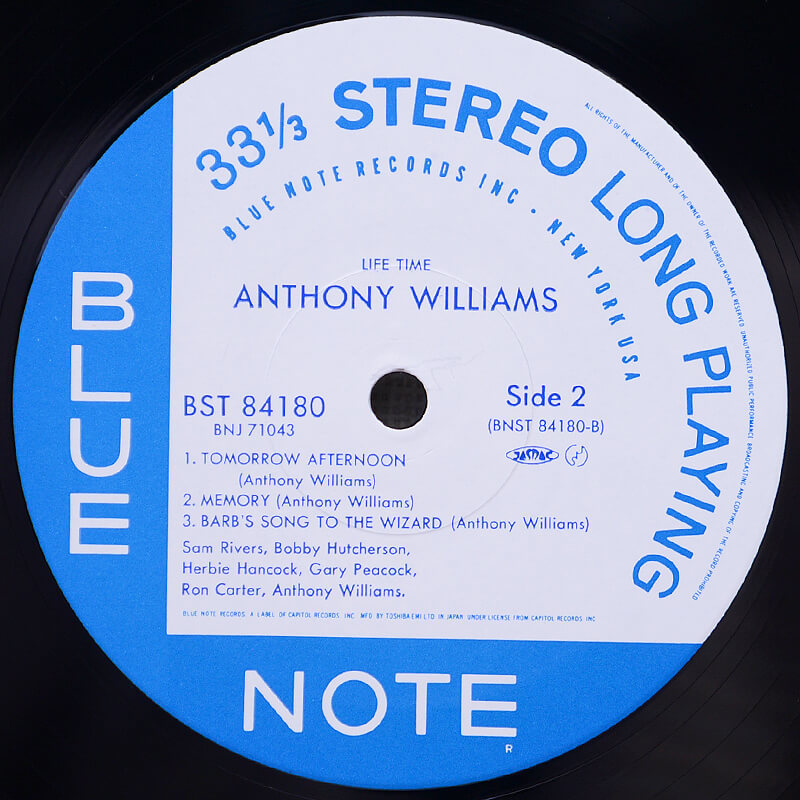 33⅓ STEREO LONG PLAYING
BLUE NOTE RECORDS INC • NEW YORK USA
ALL RIGHTS OF THE MANUFACTURER AND OF THE OWNER OF THE RECORDED WORK ARE RESERVED. UNAUTHORIZED PUBLIC PERFORMANCE BROADCASTING AND COPYING OF THE RECORD PROHIBITED
LIFE TIME
ANTHONY WILLIAMS
BST 84180
BNJ 71043
Side 2
(BNST 84180-B)
JASRAC
1. TOMORROW AFTERNOON
(Anthony Williams)
2. MEMORY (Anthony Williams)
3. BARB'S SONG TO THE WIZARD (Anthony Williams)
Sam Rivers, Bobby Hutcherson,
Herbie Hancock, Gary Peacock,
Ron Carter, Anthony Williams.
BLUE NOTE RECORDS A LABEL OF CAPITOL RECORDS INC MFD BY TOSHIBA EMI LTD IN JAPAN UNDER LICENSE FROM CAPITOL RECORDS INC
BLUE
NOTE
R